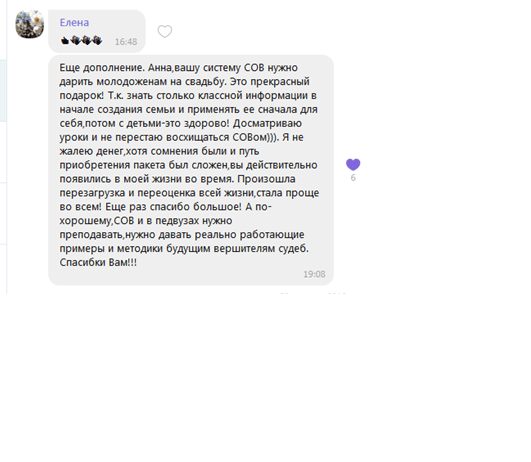 Елена
16:48
Еще дополнение. Анна,вашу систему СОВ нужно
дарить молодоженам на свадьбу. Это прекрасный
подарок! Т.к. знать столько классной информации в
начале создания семьи и применять ее сначала для
себя,потом с детьми-это здорово! Досматриваю
уроки и не перестаю восхищаться СОВом))). Я не
жалею денег,хотя сомнения были и путь
приобретения пакета был сложен,вы действительно
появились в моей жизни во время. Произошла
перезагрузка и переоценка всей жизни,стала проще
во всем! Еще раз спасибо большое! А по-
хорошему,СОВ и в педвузах нужно
преподавать,нужно давать реально работающие
примеры и методики будущим вершителям судеб.
Спасибки Вам!!!
19:08
6